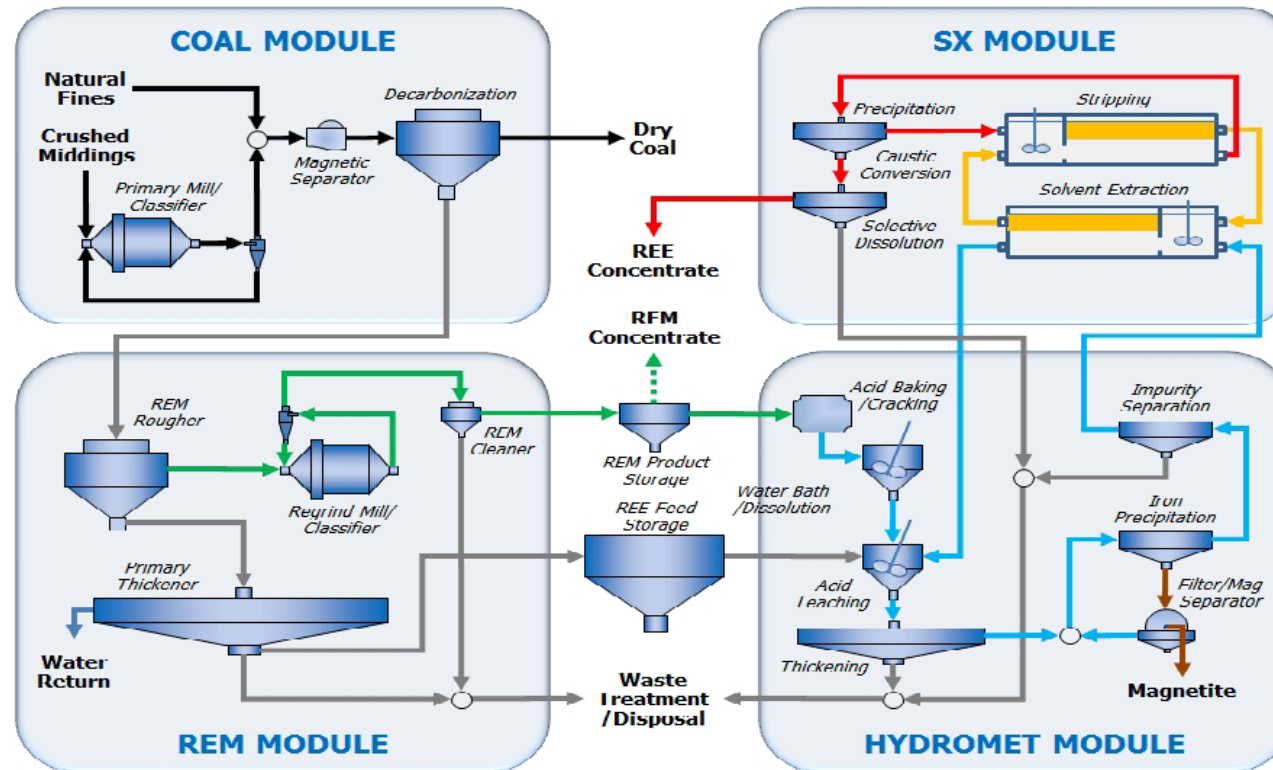 COAL MODULE
Natural
Fines
Crushed
Middings
Primary Mill/
Classifier
Magnetic
Separator
Decarbonization
Dry
Coal
SX MODULE
Precipitation
Stripping
Caustic
Conversion
Solvent Extraction
Selective
Dissolution
REE
Concentrate
RFM
Concentrate
REM
Rougher
REM
Cleaner
Regrind Mill/
Classifier
Primary
Thickener
Water
Return
REM MODULE
REM Product
Storage
REE Feed
Storage
Waste
Treatment
/Disposal
Acid Baking
/Cracking
Water Bath
/Dissolution
Acid
Leaching
Thickening
Impurity
Separation
Iron
Precipitation
Filter/Mag
Separator
Magnetite
HYDROMET MODULE